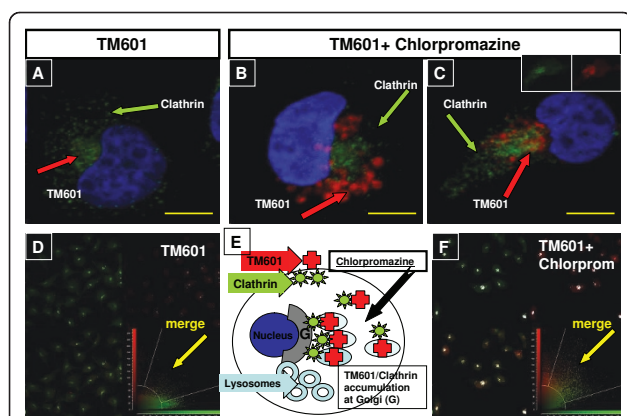 TM601
TM601+ Chlorpromazine
A
Clathrin
TM601
B
Clathrin
TM601
C
Clathrin
TM601
D
TM601
merge
E
TM601
Chlorpromazine
Clathrin
Nucleus
G
Lysosomes
TM601/Clathrin
accumulation
at Golgi (G)
F
TM601+
Chlorprom
merge